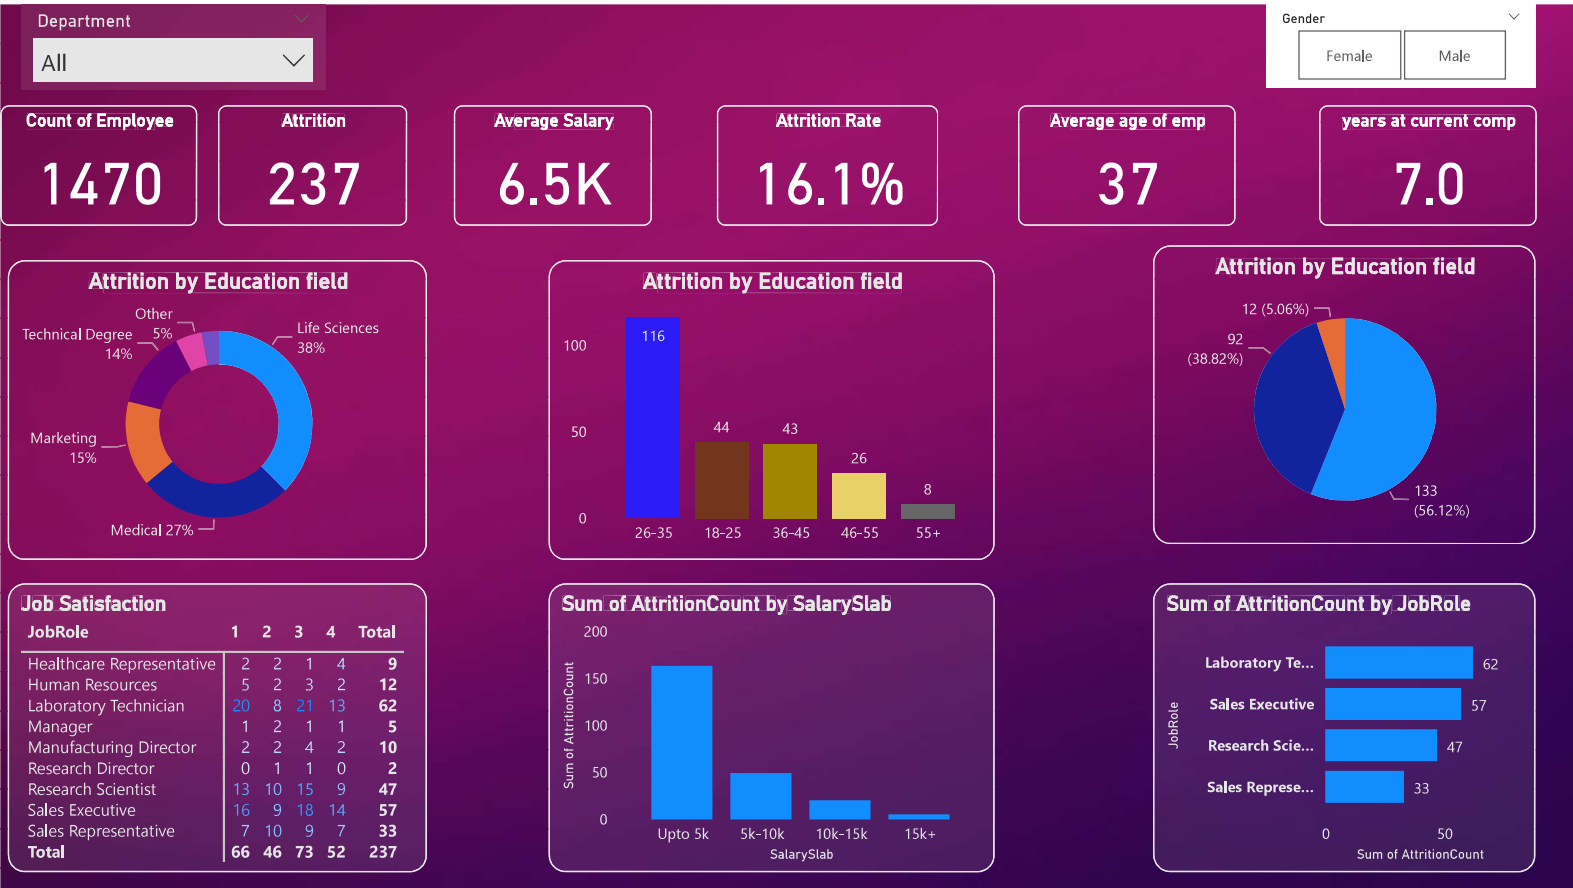 Department
All
Gender
Female Male
Count of Employee
1470
Attrition
237
Average Salary
6.5K
Attrition Rate
16.1%
Average age of emp
37
years at current comp
7.0
Attrition by Education field
Other
5%
Technical Degree
14%
Life Sciences
38%
Marketing
15%
Medical 27%
Attrition by Education field
100
50
0
116
44
43
26
8
26-35 18-25 36-45 46-55 55+
Attrition by Education field
12 (5.06%)
92
(38.82%)
133
(56.12%)
Job Satisfaction
JobRole 1 2 3 4 Total
Healthcare Representative 2 2 1 4 9
Human Resources 5 2 3 2 12
Laboratory Technician 20 8 21 13 62
Manager 1 2 1 1 5
Manufacturing Director 2 2 4 2 10
Research Director 0 1 1 0 2
Research Scientist 13 10 15 9 47
Sales Executive 16 9 18 14 57
Sales Representative 7 10 9 7 33
Total 66 46 73 52 237
Sum of AttritionCount by SalarySlab
Sum of AttritionCount
200
150
100
50
0
Upto 5k 5k-10k 10k-15k 15k+
SalarySlab
Sum of AttritionCount by JobRole
JobRole
Laboratory Te... 62
Sales Executive 57
Research Scie... 47
Sales Represe... 33
0 50
Sum of AttritionCount